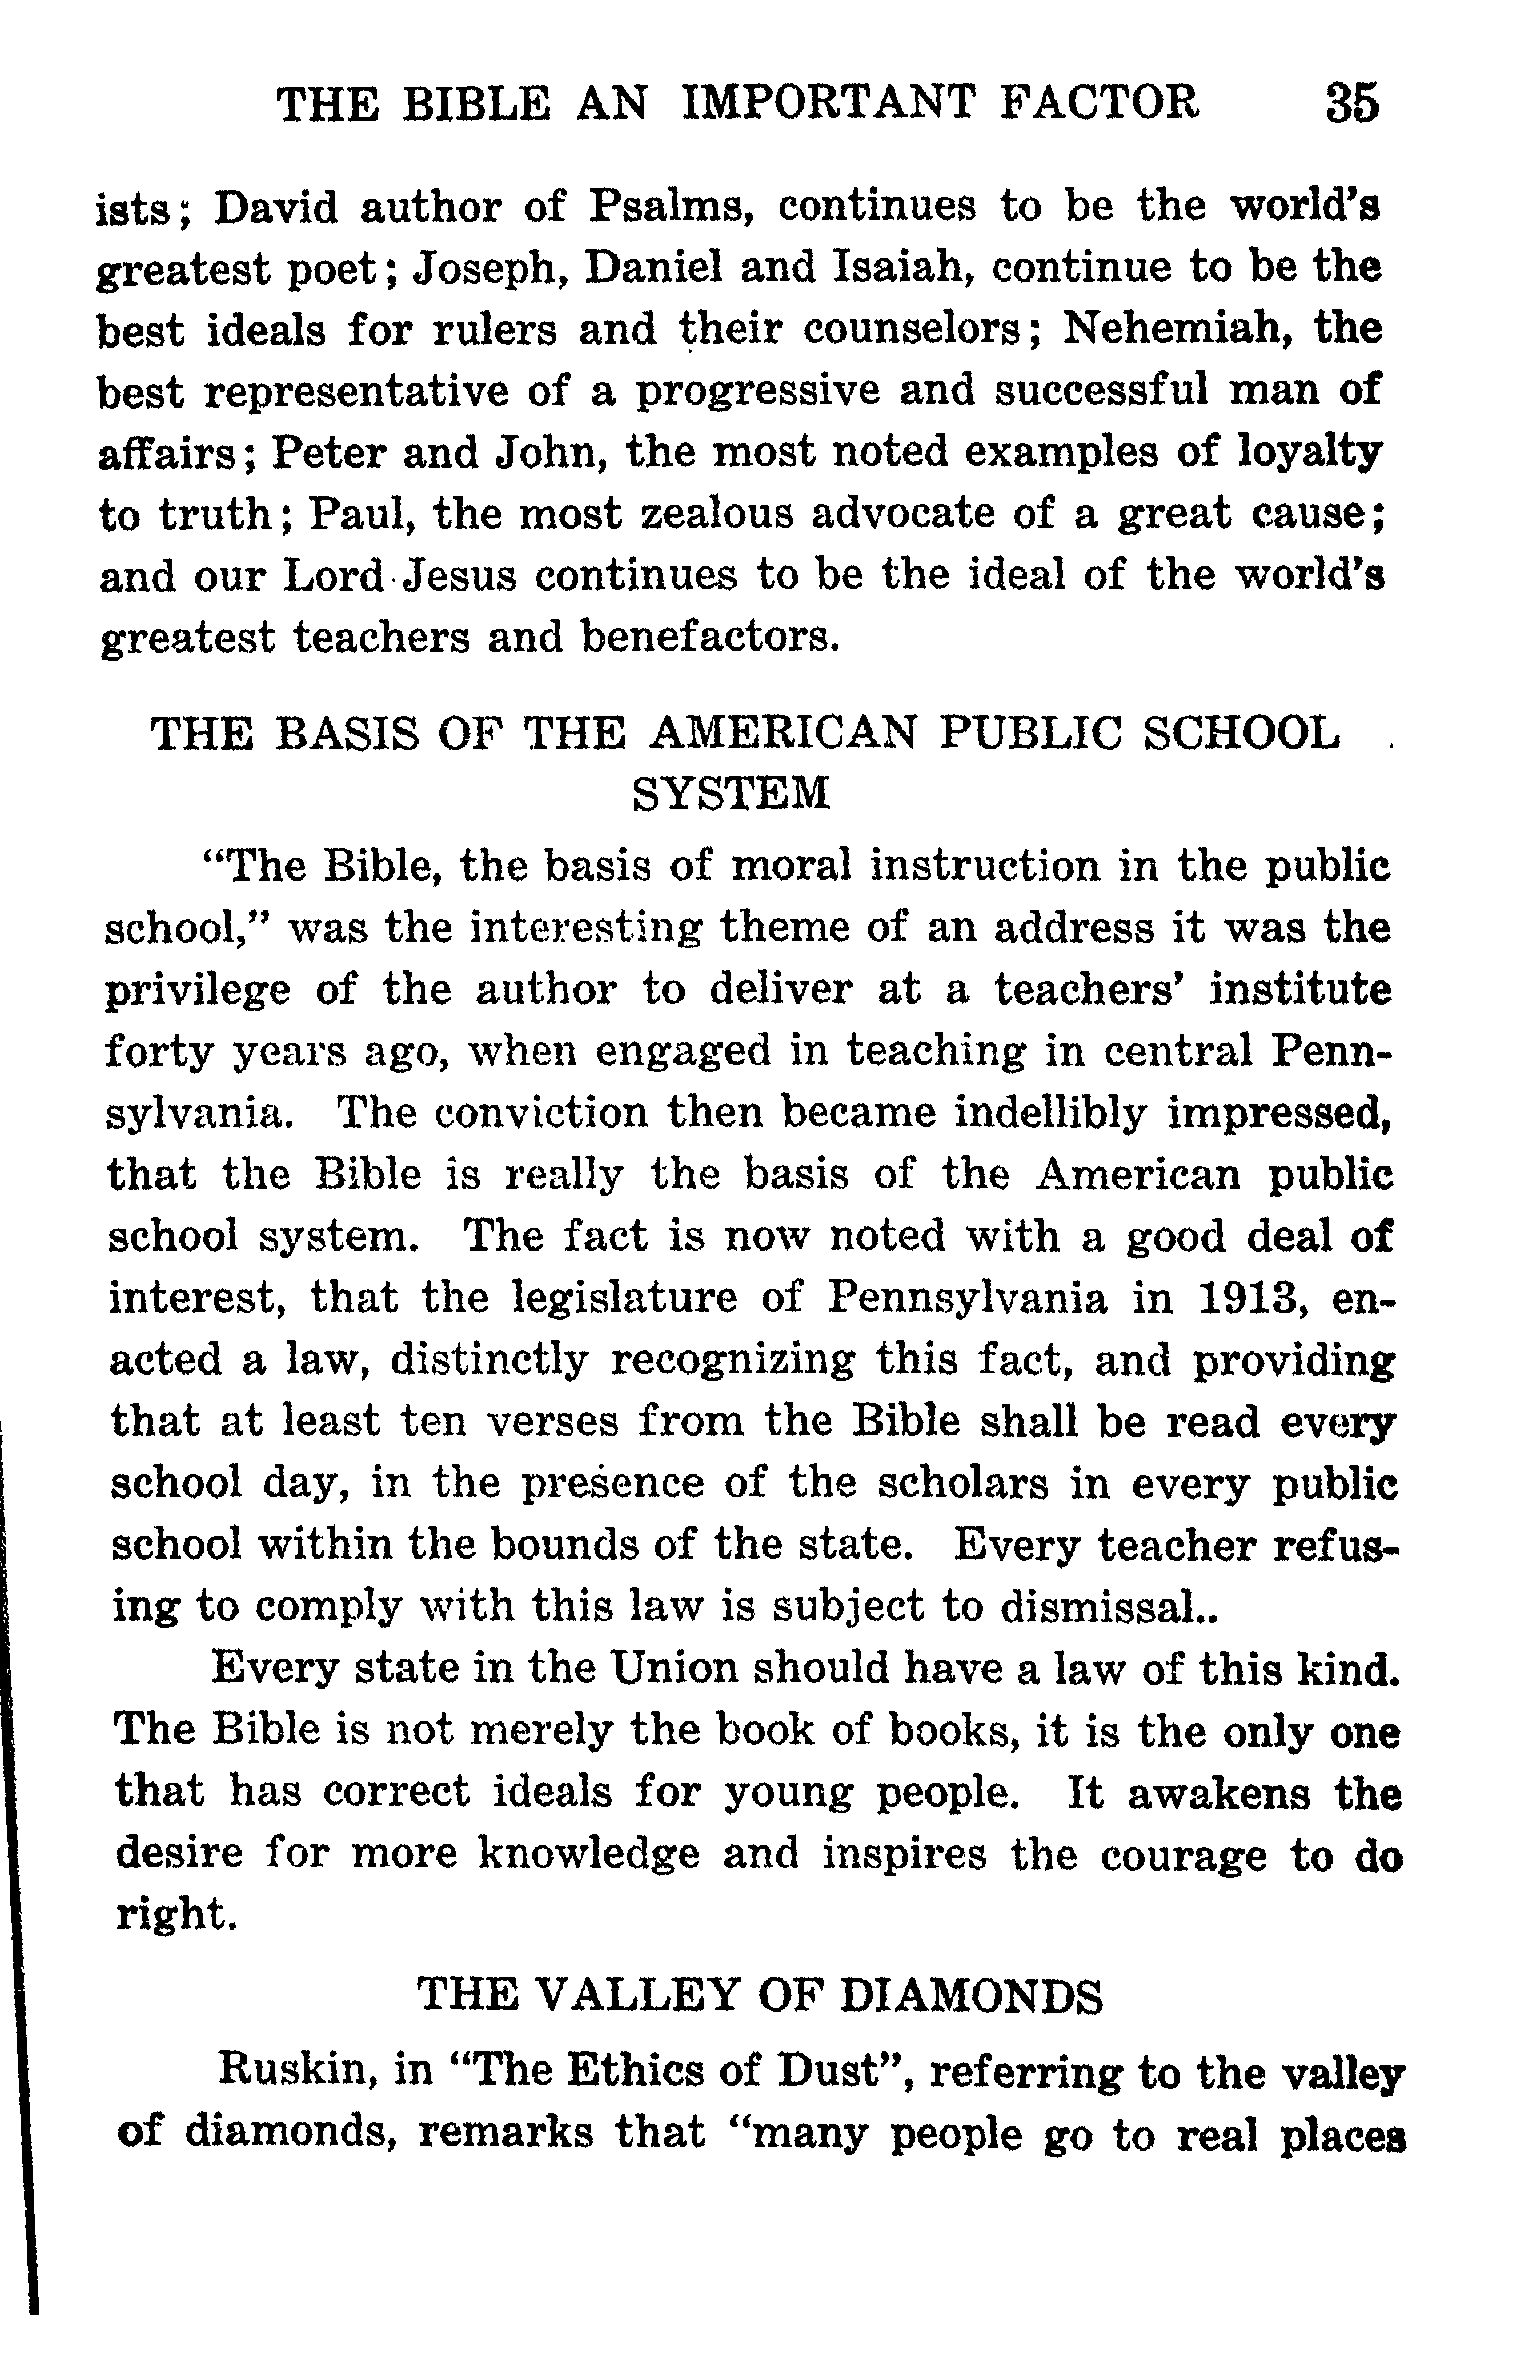 THE BIBLE AN IMPORTANT FACTOR 35
ists; David author of Psalms, continues to be the world's
greatest poet; Joseph, Daniel and Isaiah, continue to be the
best ideals for rulers and their counselors; Nehemiah, the
best representative of a progressive and successful man of
affairs; Peter and John, the most noted examples of loyalty
to truth; Paul, the most zealous advocate of a great cause;
and our Lord Jesus continues to be the ideal of the world's
greatest teachers and benefactors.
THE BASIS OF THE AMERICAN PUBLIC SCHOOL
SYSTEM
“The Bible, the basis of moral instruction in the public
school,” was the interesting theme of an address it was the
privilege of the author to deliver at a teachers' institute
forty years ago, when engaged in teaching in central Penn-
sylvania. The conviction then became indellibly impressed,
that the Bible is really the basis of the American public
school system. The fact is now noted with a good deal of
interest, that the legislature of Pennsylvania in 1913, en-
acted a law, distinctly recognizing this fact, and providing
that at least ten verses from the Bible shall be read every
school day, in the presence of the scholars in every public
school within the bounds of the state. Every teacher refus-
ing to comply with this law is subject to dismissal..
Every state in the Union should have a law of this kind.
The Bible is not merely the book of books, it is the only one
that has correct ideals for young people. It awakens the
desire for more knowledge and inspires the courage to do
right.
THE VALLEY OF DIAMONDS
Ruskin, in “The Ethics of Dust”, referring to the valley
of diamonds, remarks that “many people go to real places